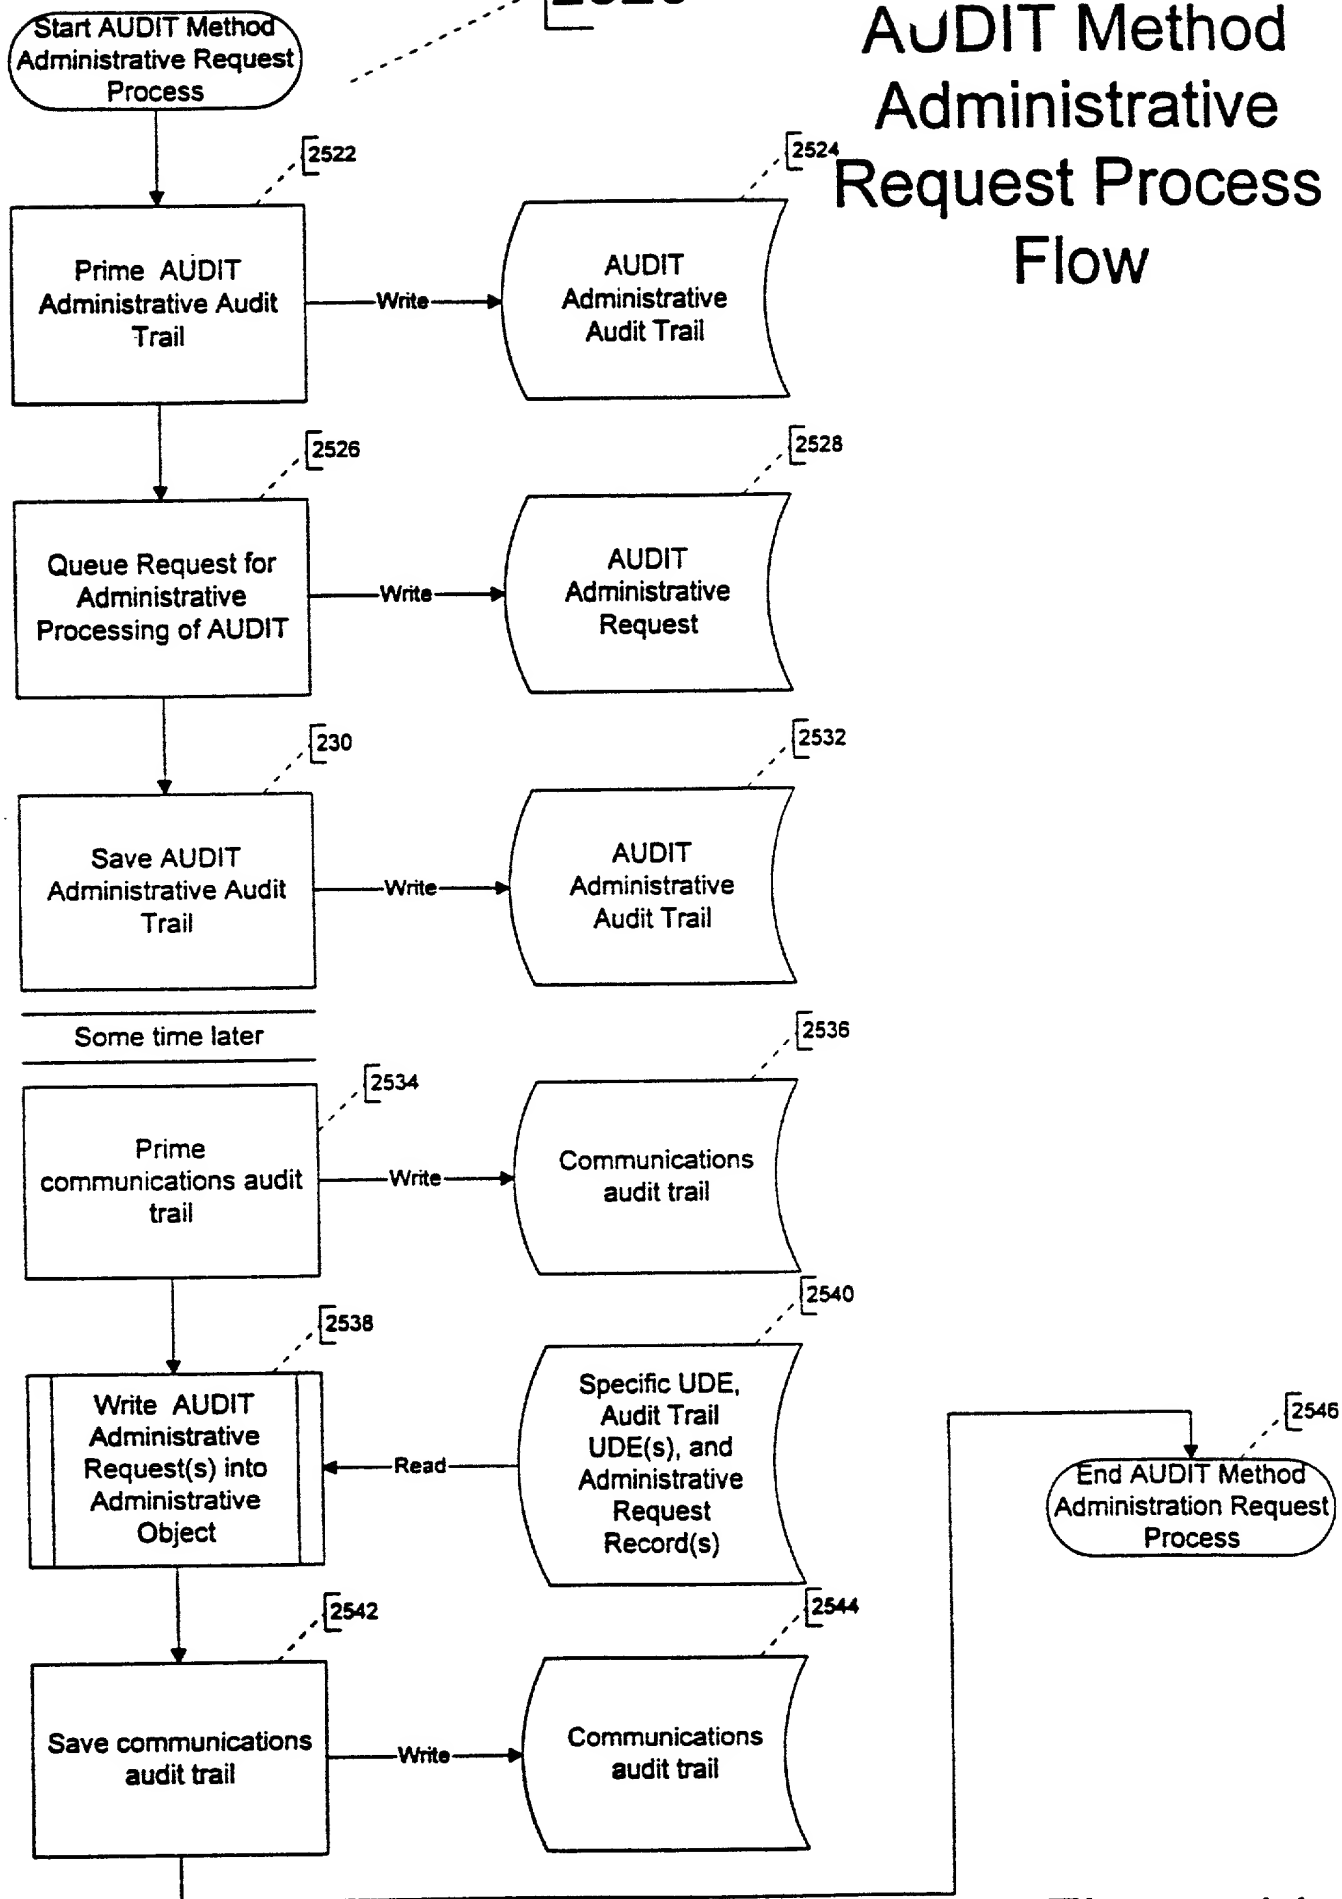 AUDIT Method
Administrative
Request Process
Flow
Start AUDIT Method
Administrative Request
Process
2522
Prime AUDIT
Administrative Audit
Trail
Write
2524
AUDIT
Administrative
Audit Trail
2526
Queue Request for
Administrative
Processing of AUDIT
Write
2528
AUDIT
Administrative
Request
230
Save AUDIT
Administrative Audit
Trail
Write
2532
AUDIT
Administrative
Audit Trail
Some time later
2534
Prime
communications audit
trail
Write
2536
Communications
audit trail
2538
Write AUDIT
Administrative
Request(s) into
Administrative
Object
Read
2540
Specific UDE,
Audit Trail
UDE(s), and
Administrative
Request
Record(s)
2542
Save communications
audit trail
Write
2544
Communications
audit trail
2546
End AUDIT Method
Administration Request
Process